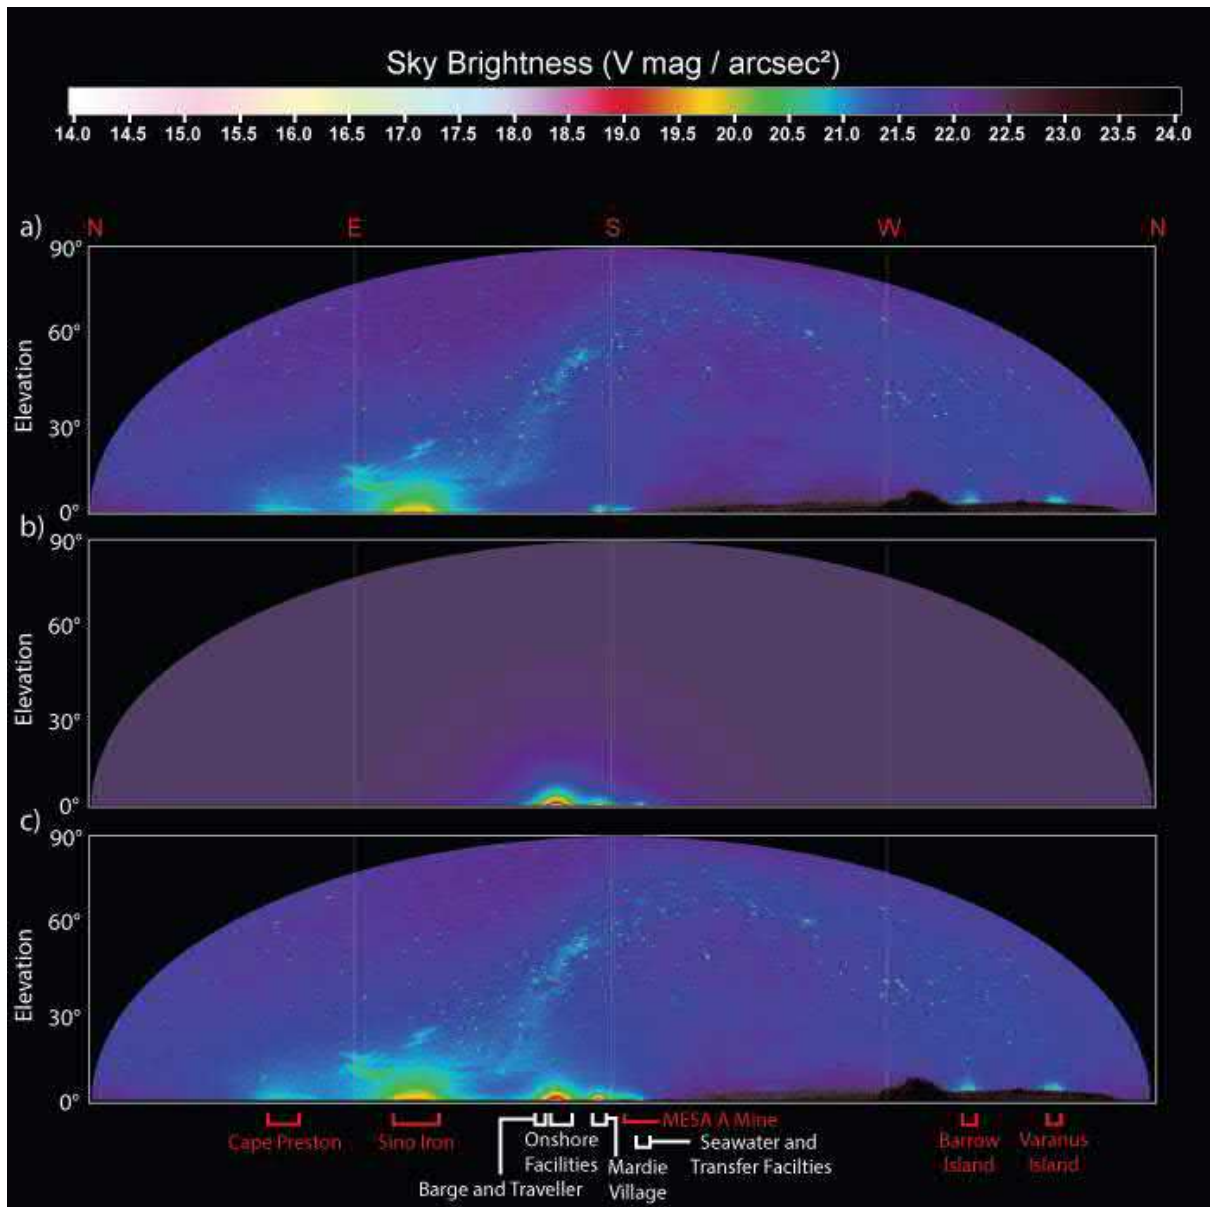 Sky Brightness (V mag / arcsec²)
14.0 14.5 15.0 15.5 16.0 16.5 17.0 17.5 18.0 18.5 19.0 19.5 20.0 20.5 21.0 21.5 22.0 22.5 23.0 23.5 24.0
a)
N E S W N
90°
60°
30°
0°
Elevation
b)
90°
60°
30°
0°
Elevation
c)
90°
60°
30°
0°
Elevation
Cape Preston
Sino Iron
Barge and Traveller
Onshore
Facilities
Mardie
Village
MESA A Mine
Seawater and
Transfer Facilties
Barrow
Island
Varanus
Island